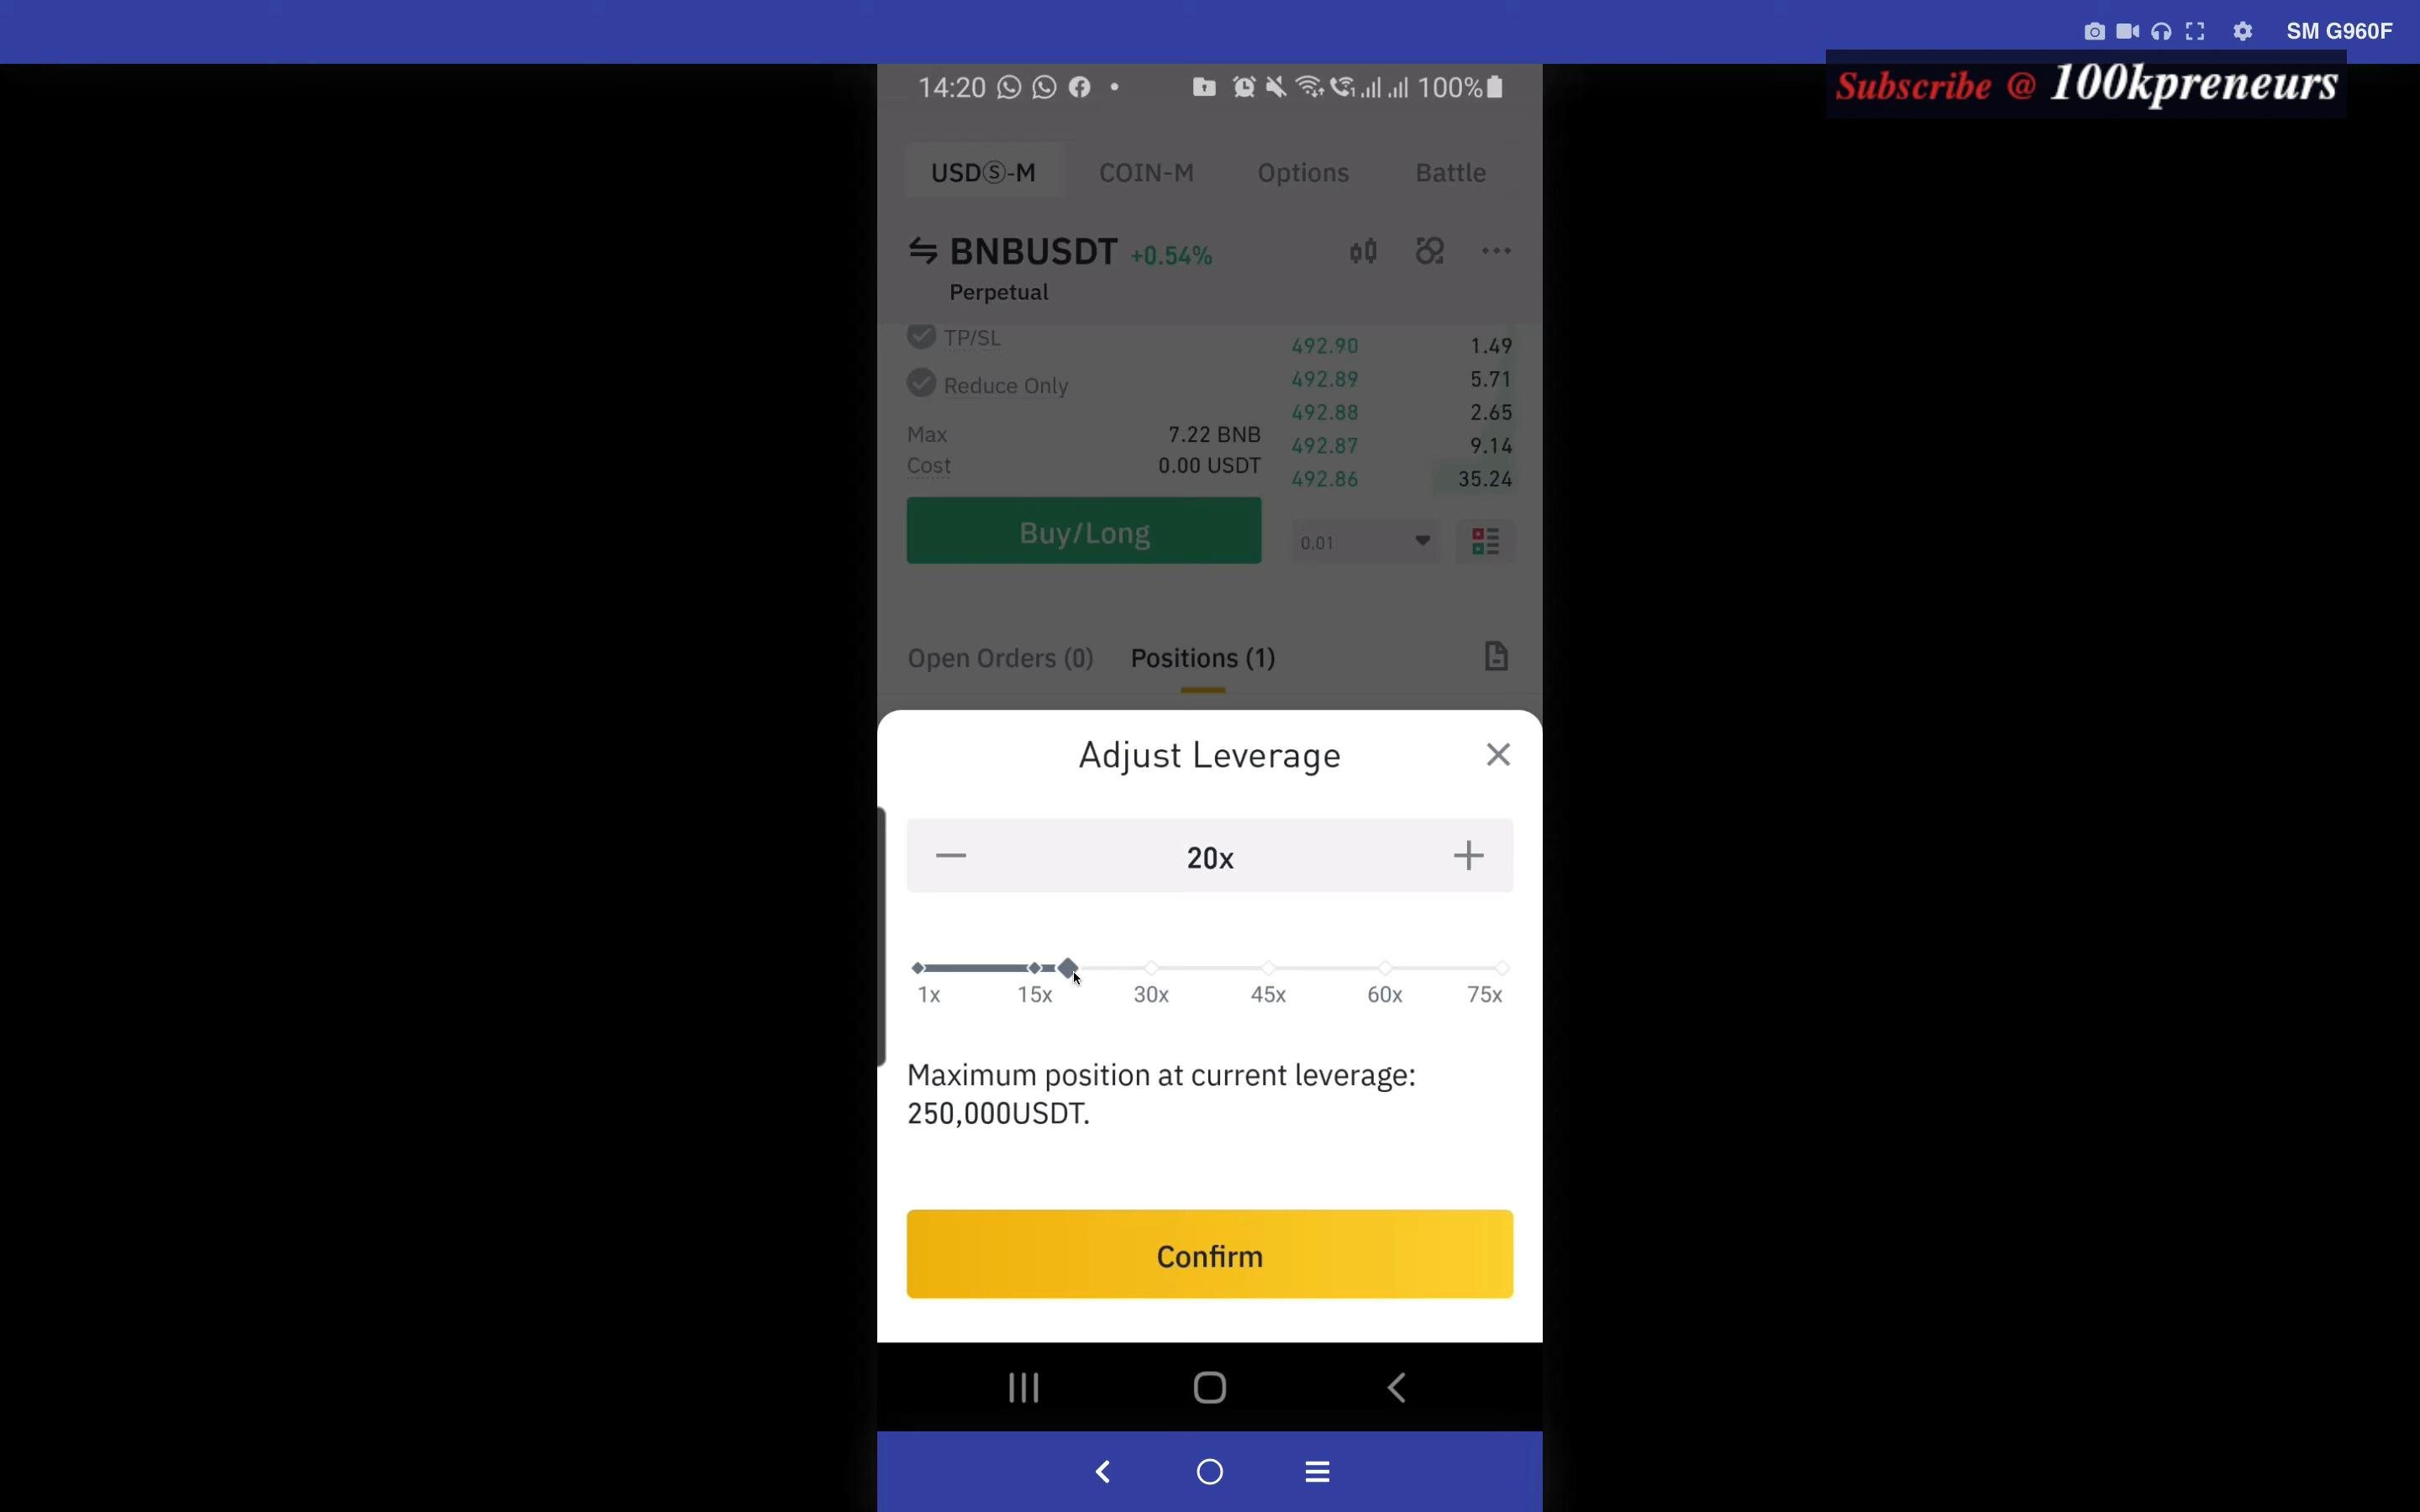 SM G960F
Subscribe @ 100kpreneurs
14:20 100%
USDⓈ-M COIN-M Options Battle
BNBUSDT +0.54%
Perpetual
TP/SL
Reduce Only
Max 7.22 BNB
Cost 0.00 USDT
Buy/Long
492.90 1.49
492.89 5.71
492.88 2.65
492.87 9.14
492.86 35.24
0.01
Open Orders (0) Positions (1)
Adjust Leverage
20x
1x 15x 30x 45x 60x 75x
Maximum position at current leverage:
250,000USDT.
Confirm